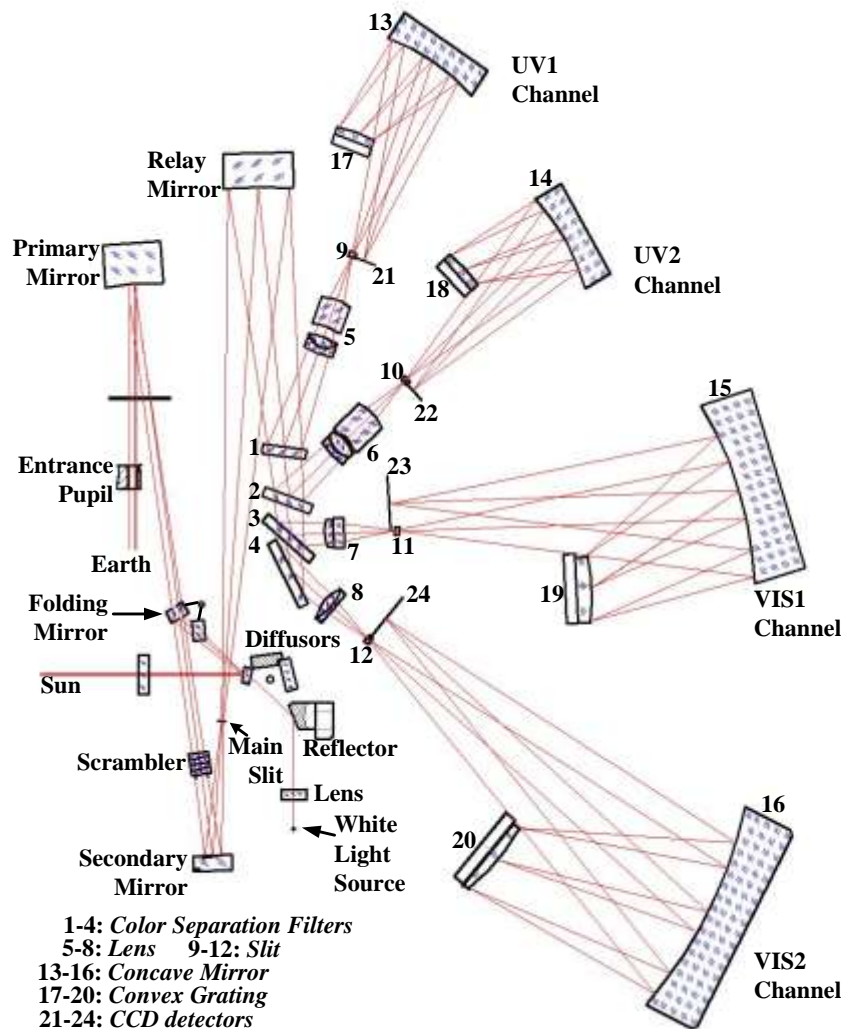 13
UV1
Channel
17
Relay
Mirror
14
9
21
Primary
Mirror
UV2
Channel
18
5
10
22
15
1
6
23
Entrance
Pupil
2
3
4
7
11
Earth
19
Folding
Mirror
8
24
VIS1
Channel
Diffusors
12
Sun
Main
Slit
Reflector
Scrambler
Lens
16
White
Light
Source
20
Secondary
Mirror
1-4: Color Separation Filters
5-8: Lens 9-12: Slit
13-16: Concave Mirror
17-20: Convex Grating
21-24: CCD detectors
VIS2
Channel